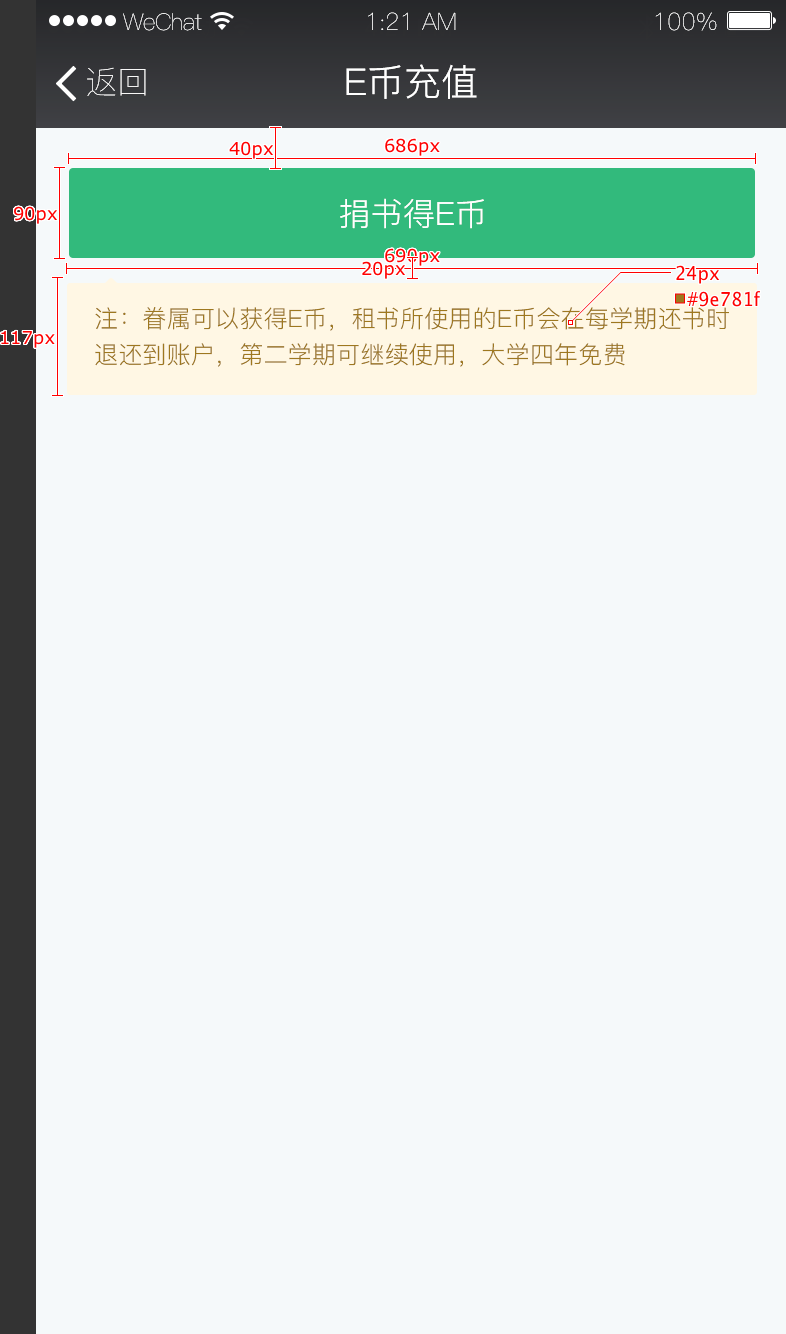 WeChat 1:21 AM 100%
返回 E币充值
40px 686px
90px 捐书得E币
690px
20px 24px
#9e781f
117px
注：眷属可以获得E币，租书所使用的E币会在每学期还书时
退还到账户，第二学期可继续使用，大学四年免费